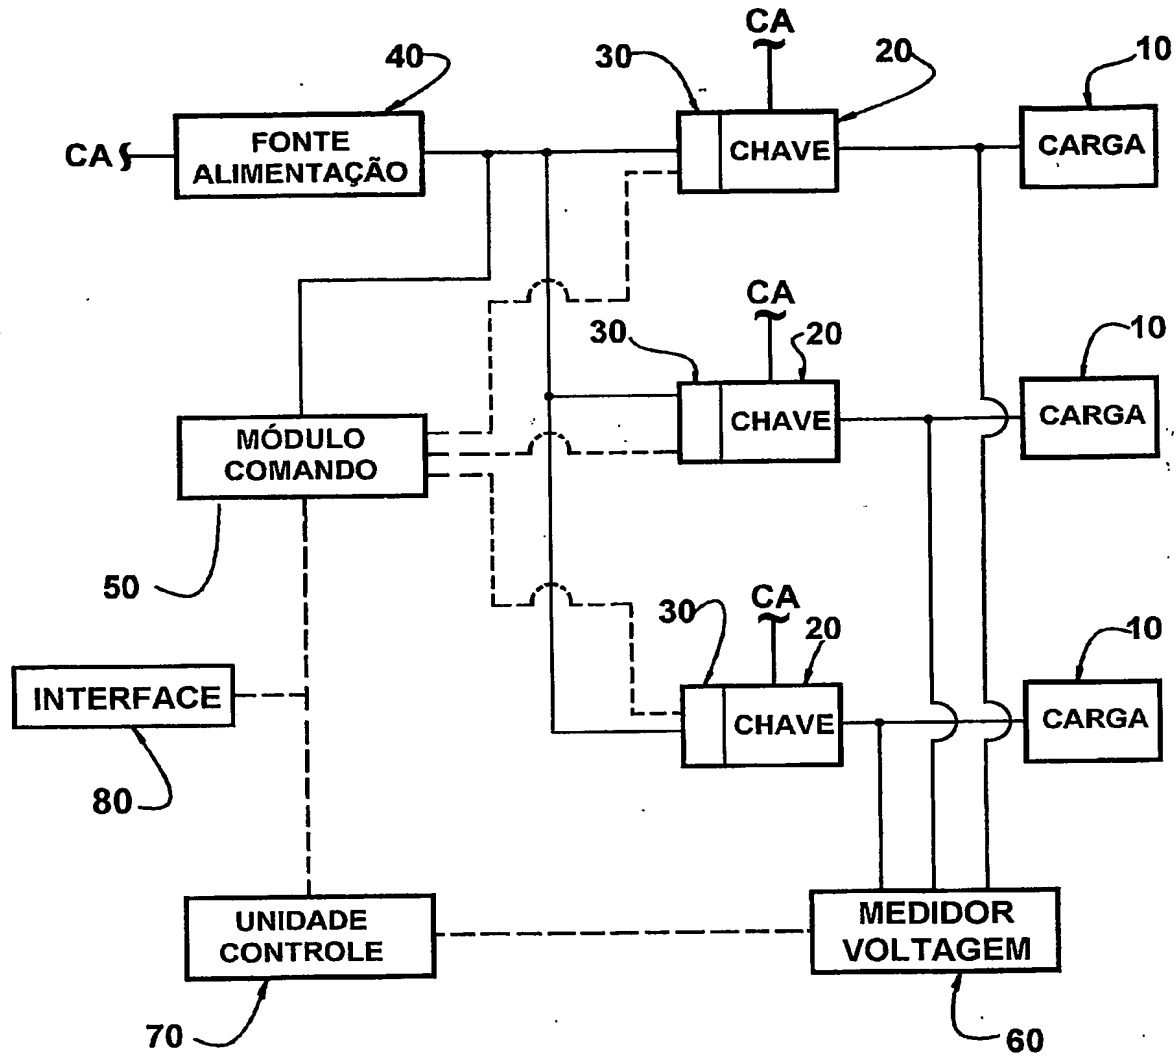 CA
40
30
20
10
CA
FONTE
ALIMENTAÇÃO
CHAVE
CARGA
CA
30
20
10
CHAVE
CARGA
MÓDULO
COMANDO
50
CA
30
20
10
CHAVE
CARGA
INTERFACE
80
UNIDADE
CONTROLE
MEDIDOR
VOLTAGEM
70
60